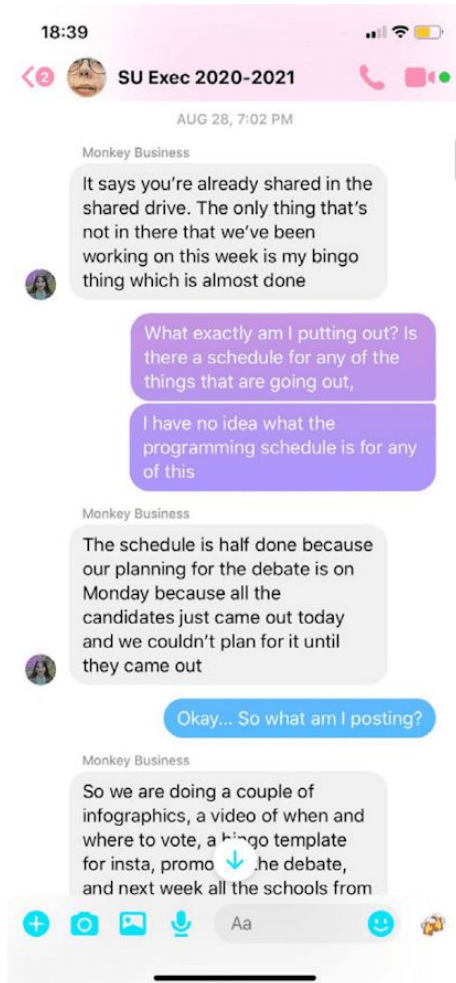 18:39
2
SU Exec 2020-2021
AUG 28, 7:02 PM
Monkey Business
It says you're already shared in the
shared drive. The only thing that's
not in there that we've been
working on this week is my bingo
thing which is almost done
What exactly am I putting out? Is
there a schedule for any of the
things that are going out,
I have no idea what the
programming schedule is for any
of this
Monkey Business
The schedule is half done because
our planning for the debate is on
Monday because all the
candidates just came out today
and we couldn't plan for it until
they came out
Okay... So what am I posting?
Monkey Business
So we are doing a couple of
infographics, a video of when and
where to vote, a bingo template
for insta, promo he debate,
and next week all the schools from
Aa